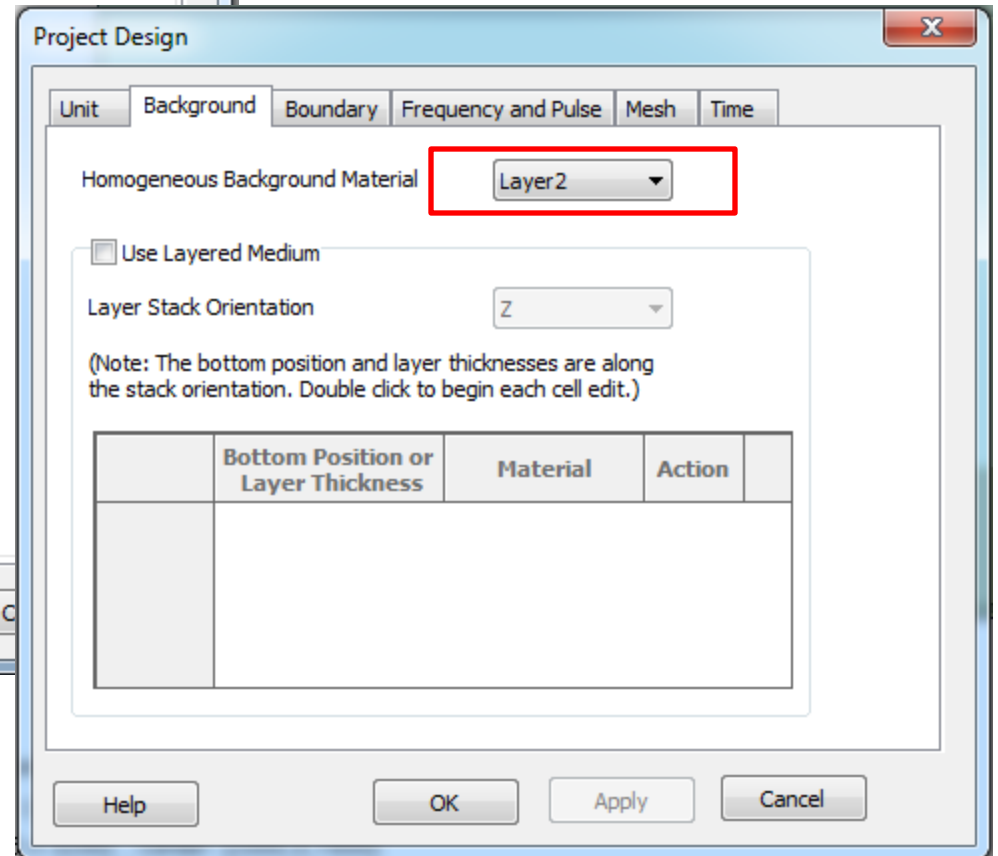 Project Design
Unit Background Boundary Frequency and Pulse Mesh Time
Homogeneous Background Material Layer2
Use Layered Medium
Layer Stack Orientation Z
(Note: The bottom position and layer thicknesses are along
the stack orientation. Double click to begin each cell edit.)
Bottom Position or
Layer Thickness
Material
Action
Help OK Apply Cancel